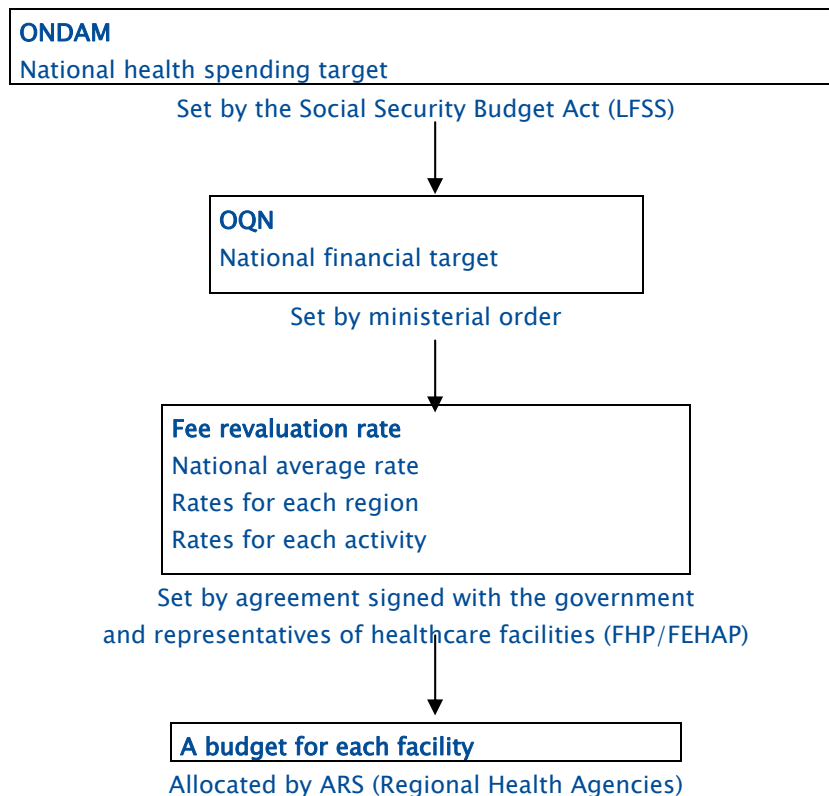 ONDAM
National health spending target
Set by the Social Security Budget Act (LFSS)
OQN
National financial target
Set by ministerial order
Fee revaluation rate
National average rate
Rates for each region
Rates for each activity
Set by agreement signed with the government
and representatives of healthcare facilities (FHP/FEHAP)
A budget for each facility
Allocated by ARS (Regional Health Agencies)